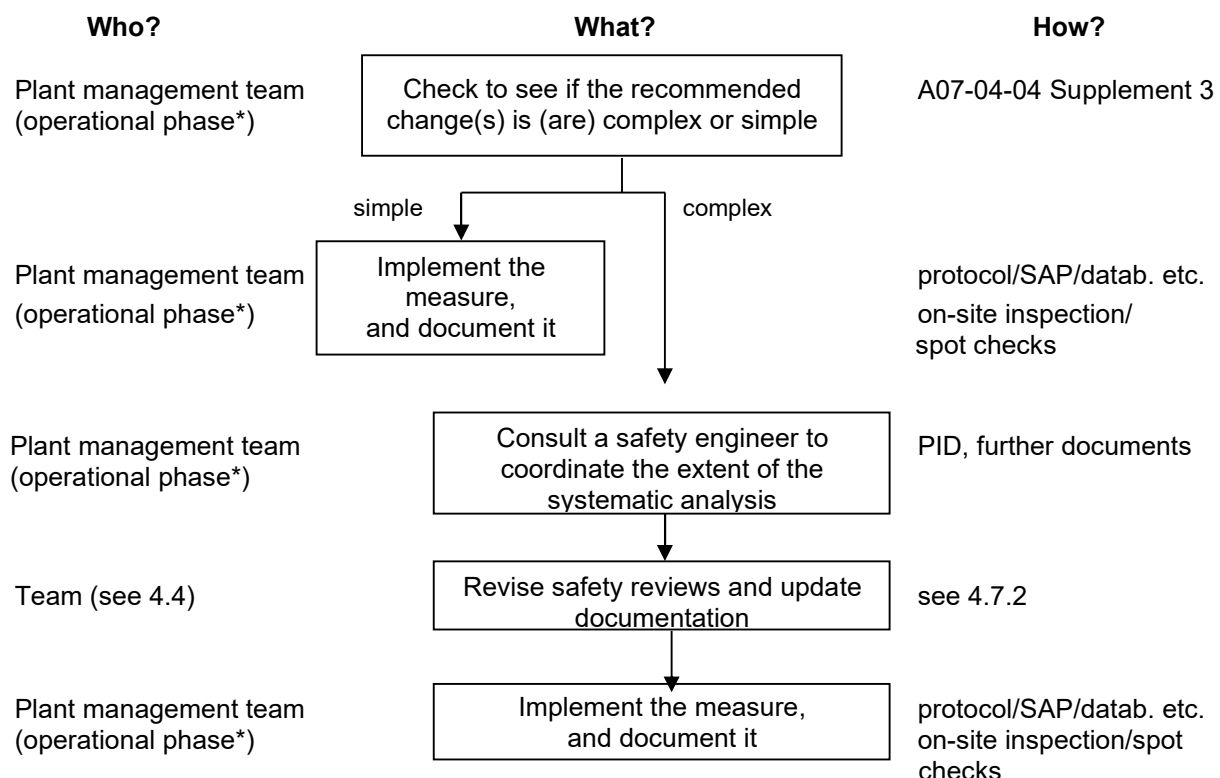 Who?
What?
How?
Plant management team
(operational phase*)
Check to see if the recommended
change(s) is (are) complex or simple
A07-04-04 Supplement 3
simple
complex
Plant management team
(operational phase*)
Implement the
measure,
and document it
protocol/SAP/datab. etc.
on-site inspection/
spot checks
Plant management team
(operational phase*)
Consult a safety engineer to
coordinate the extent of the
systematic analysis
PID, further documents
Team (see 4.4)
Revise safety reviews and update
documentation
see 4.7.2
Plant management team
(operational phase*)
Implement the measure,
and document it
protocol/SAP/datab. etc.
on-site inspection/spot
checks